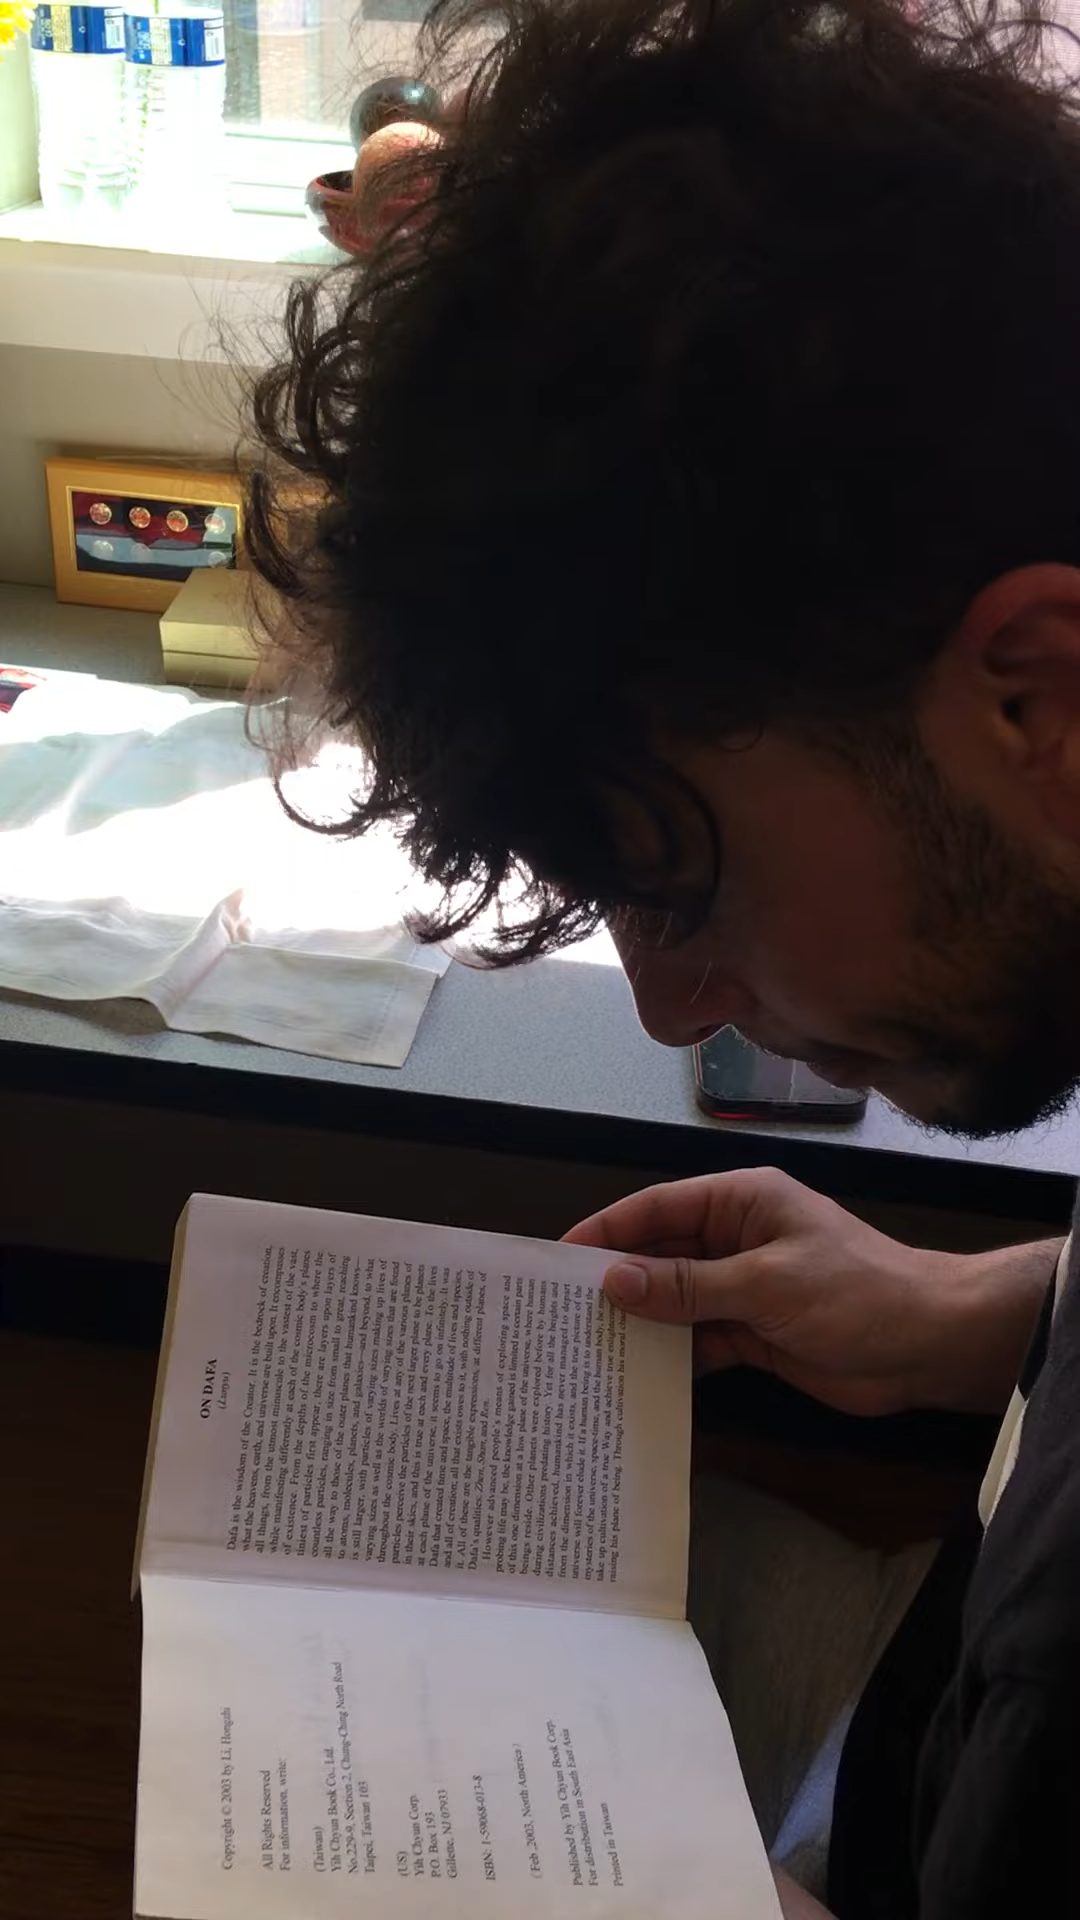 Copyright © 2003 by Li, Hongzhi
All Rights Reserved
For information, write:
(Taiwan)
Yih Chyun Book Co., Ltd.
No.229-9, Section 2, Chung-Ching North Road
Taipei, Taiwan 103
(US)
Yih Chyun Corp.
P.O. Box 193
Gillette, NJ 07933
ISBN: 1-59068-013-8
( Feb ,2003, North America )
Published by Yih Chyun Book Corp.
For distribution in South East Asia
Printed in Taiwan
ON DAFA
(Lunyu)
Dafa is the wisdom of the Creator. It is the bedrock of creation,
what the heavens, earth, and universe are built upon. It encompasses
all things, from the utmost minuscule to the vastest of the vast,
while manifesting differently at each of the cosmic body's planes
of existence. From the depths of the microcosm to where the
tiniest of particles first appear, there are layers upon layers of
countless particles, ranging in size from small to great, reaching
all the way to those of the outer planes that humankind knows—
to atoms, molecules, planets, and galaxies—and beyond, to what
is still larger, with particles of varying sizes making up lives of
varying sizes as well as the worlds of varying sizes that are found
throughout the cosmic body. Lives at any of the various planes of
particles perceive the particles of the next larger plane to be planets
in their skies, and this is true at each and every plane. To the lives
at each plane of the universe, it seems to go on infinitely. It was
Dafa that created time and space, the multitude of lives and species,
and all of creation; all that exists owes to it, with nothing outside of
it. All of these are the tangible expressions, at different planes, of
Dafa's qualities: Zhen, Shan, and Ren.
However advanced people's means of exploring space and
probing life may be, the knowledge gained is limited to certain parts
of this one dimension at a low plane of the universe, where human
beings reside. Other planets were explored before by humans
during civilizations predating history. Yet for all the heights and
distances achieved, humankind has never managed to depart
from the dimension in which it exists, and the true picture of the
universe will forever elude it. If a human being is to understand the
mysteries of the universe, space-time, and the human body, he
take up cultivation of a true Way and achieve true
raising his plane of being. Through cultivation his moral